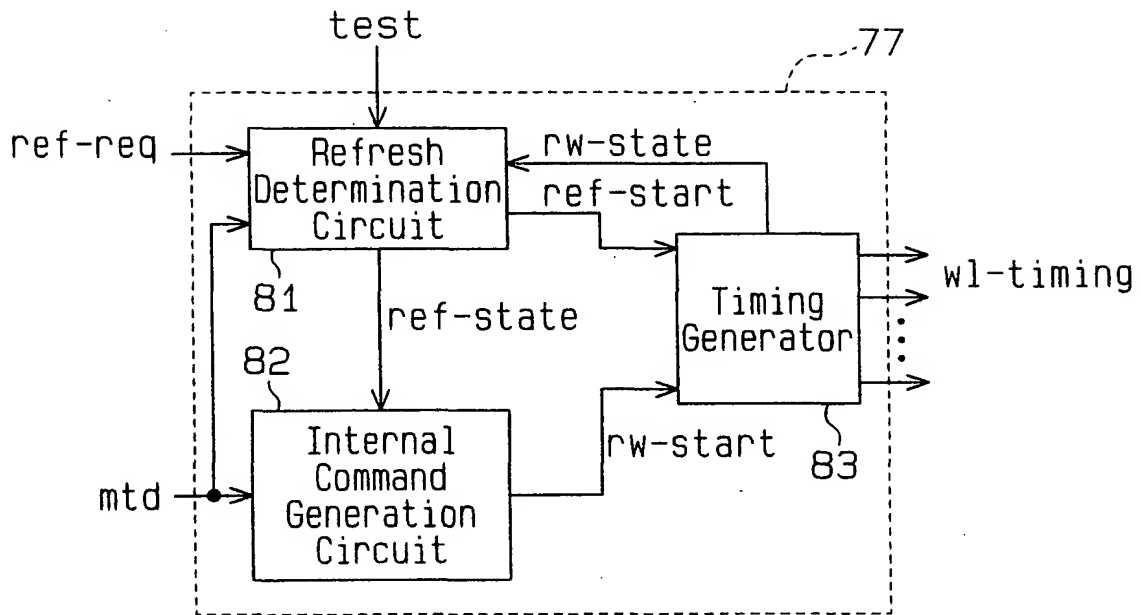 test
77
ref-req
Refresh
Determination
Circuit
rw-state
ref-start
81
ref-state
Timing
Generator
wl-timing
82
83
rw-start
mtd
Internal
Command
Generation
Circuit